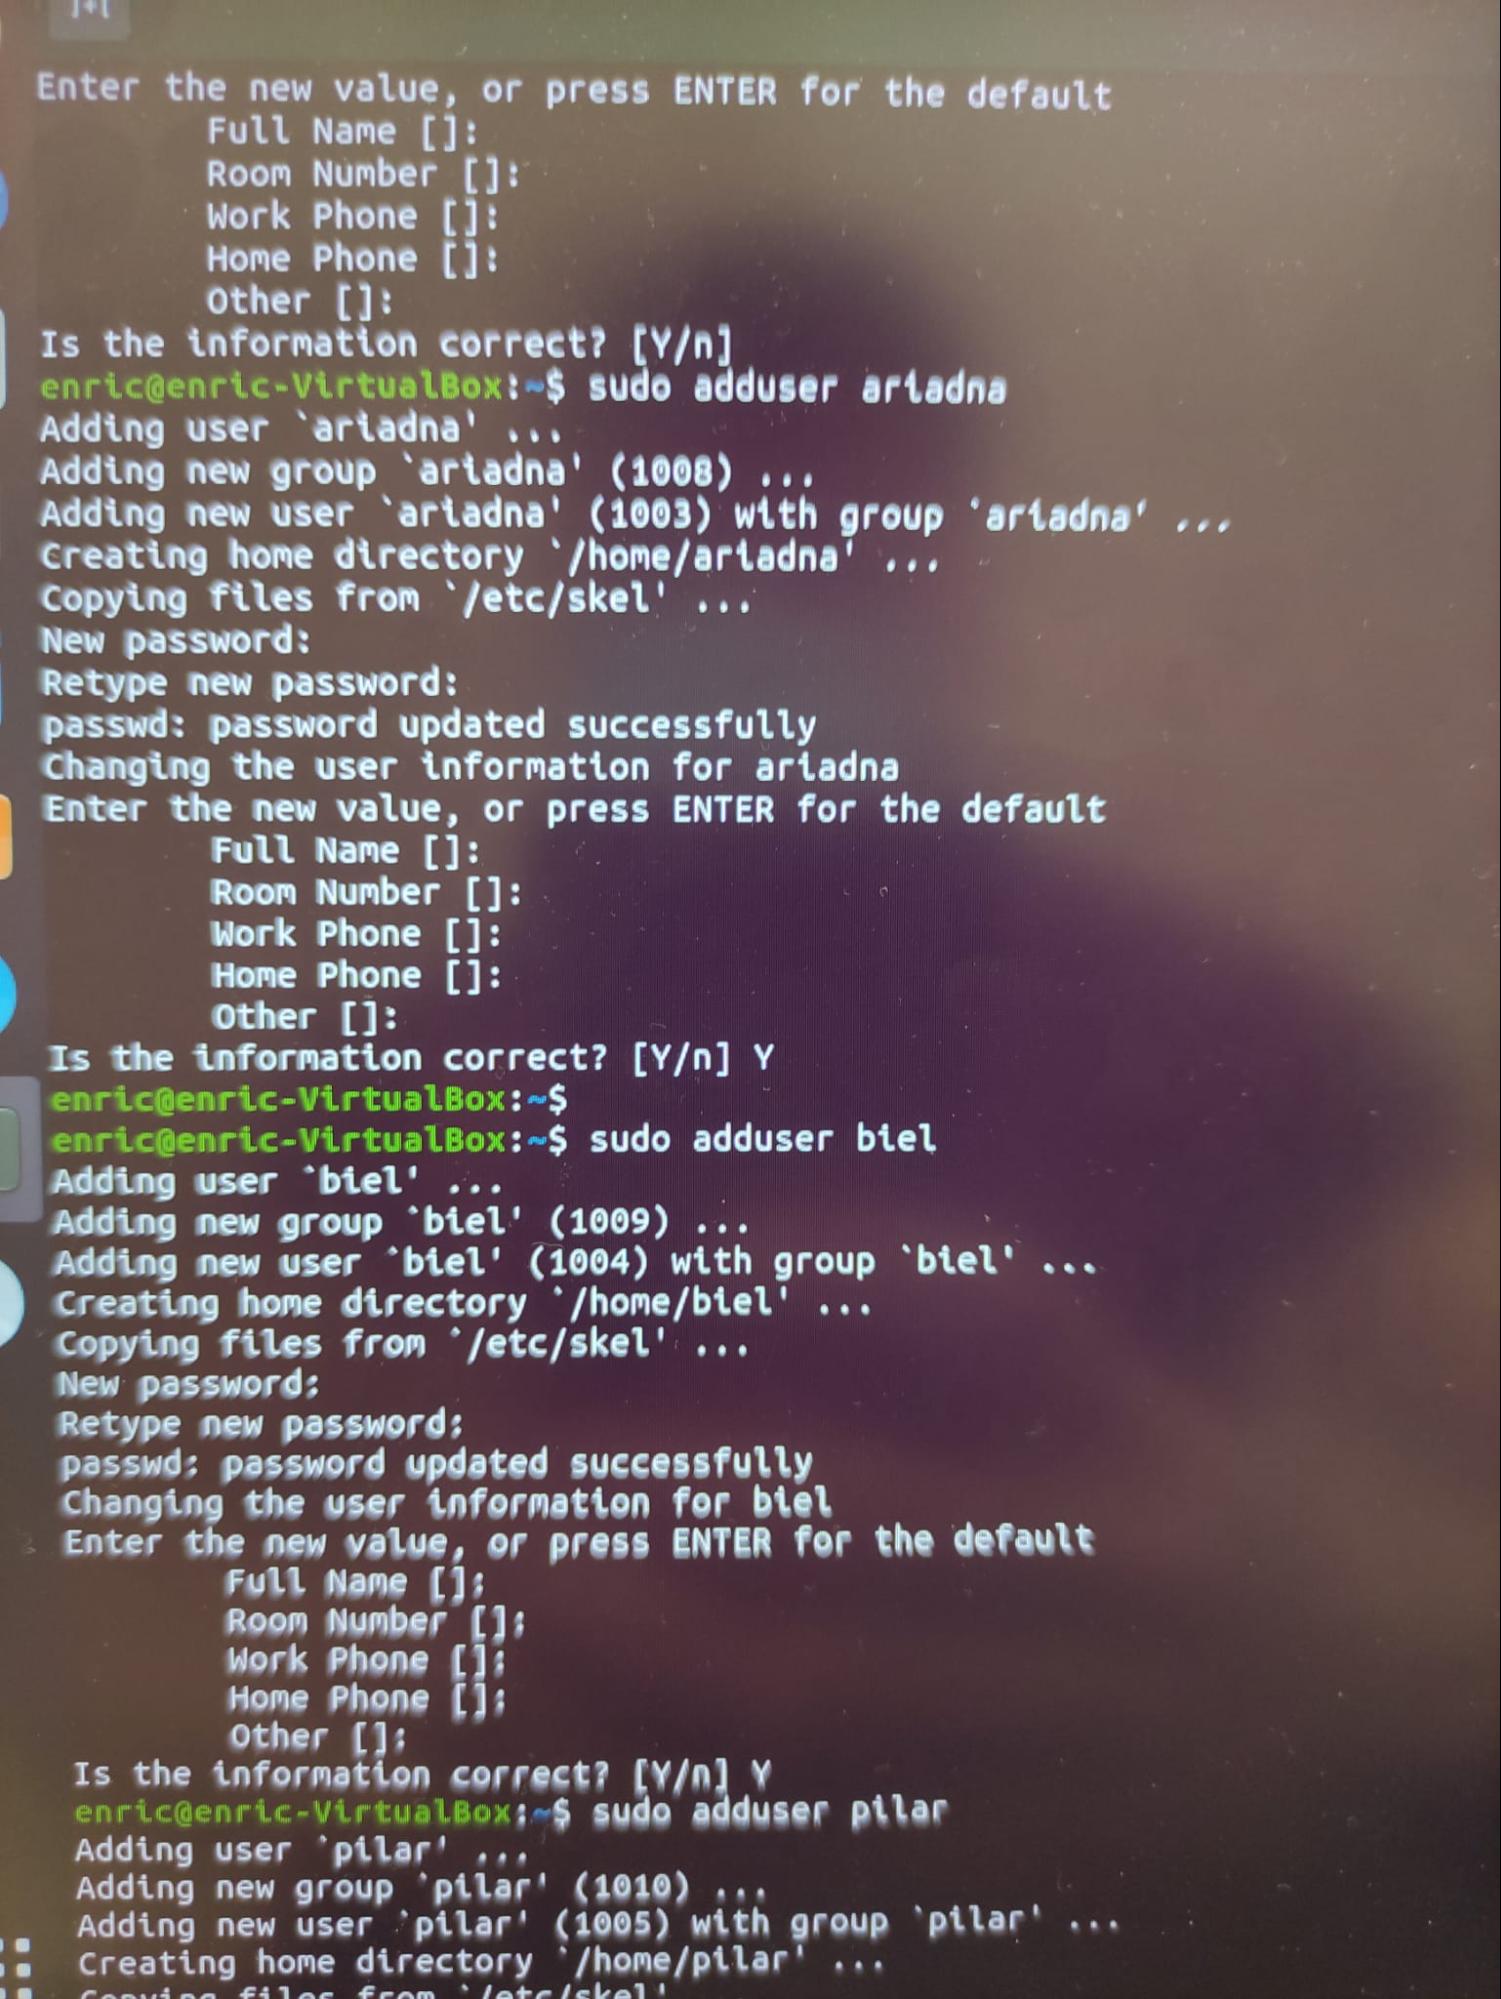 Enter the new value, or press ENTER for the default
        Full Name []:
        Room Number []:
        Work Phone []:
        Home Phone []:
        Other []:
Is the information correct? [Y/n]
enric@enric-VirtualBox:~$ sudo adduser ariadna
Adding user `ariadna' ...
Adding new group `ariadna' (1008) ...
Adding new user `ariadna' (1003) with group `ariadna' ...
Creating home directory `/home/ariadna' ...
Copying files from `/etc/skel' ...
New password:
Retype new password:
passwd: password updated successfully
Changing the user information for ariadna
Enter the new value, or press ENTER for the default
        Full Name []:
        Room Number []:
        Work Phone []:
        Home Phone []:
        Other []:
Is the information correct? [Y/n] Y
enric@enric-VirtualBox:~$
enric@enric-VirtualBox:~$ sudo adduser biel
Adding user `biel' ...
Adding new group `biel' (1009) ...
Adding new user `biel' (1004) with group `biel' ...
Creating home directory `/home/biel' ...
Copying files from `/etc/skel' ...
New password:
Retype new password:
passwd: password updated successfully
Changing the user information for biel
Enter the new value, or press ENTER for the default
        Full Name []:
        Room Number []:
        Work Phone []:
        Home Phone []:
        Other []:
Is the information correct? [Y/n] Y
enric@enric-VirtualBox:~$ sudo adduser pilar
Adding user `pilar' ...
Adding new group `pilar' (1010) ...
Adding new user `pilar' (1005) with group `pilar' ...
Creating home directory `/home/pilar' ...
Copying files from `/etc/skel'